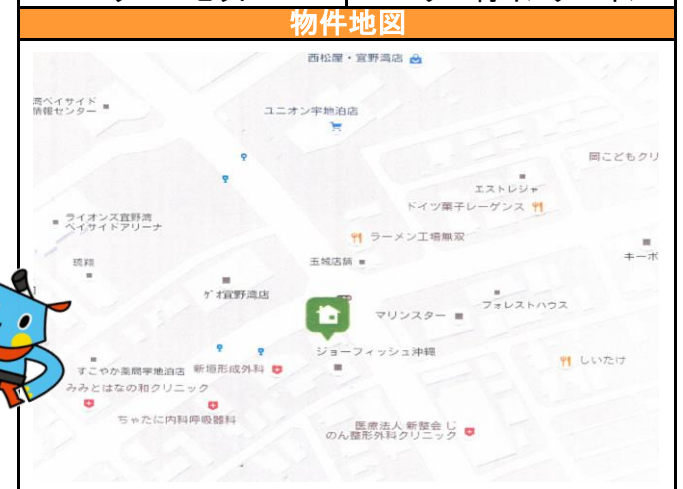 物件地図
西松屋・宜野湾店
湾ベイサイド
情報センター
ユニオン宇地泊店
岡こどもクリ
エストレジャ
ドイツ菓子レーゲンス
ライオンズ宜野湾
ベイサイドアリーナ
ラーメン工場無双
琉翔
玉城店舗
キーボ
ゲオ宜野湾店
マリンスター
フォレストハウス
ジョーフィッシュ沖縄
しいたけ
すこやか薬局宇地泊店
新垣形成外科
みみとはなの和クリニック
ちゃたに内科呼吸器科
医療法人 新整会 じ
のん整形外科クリニック